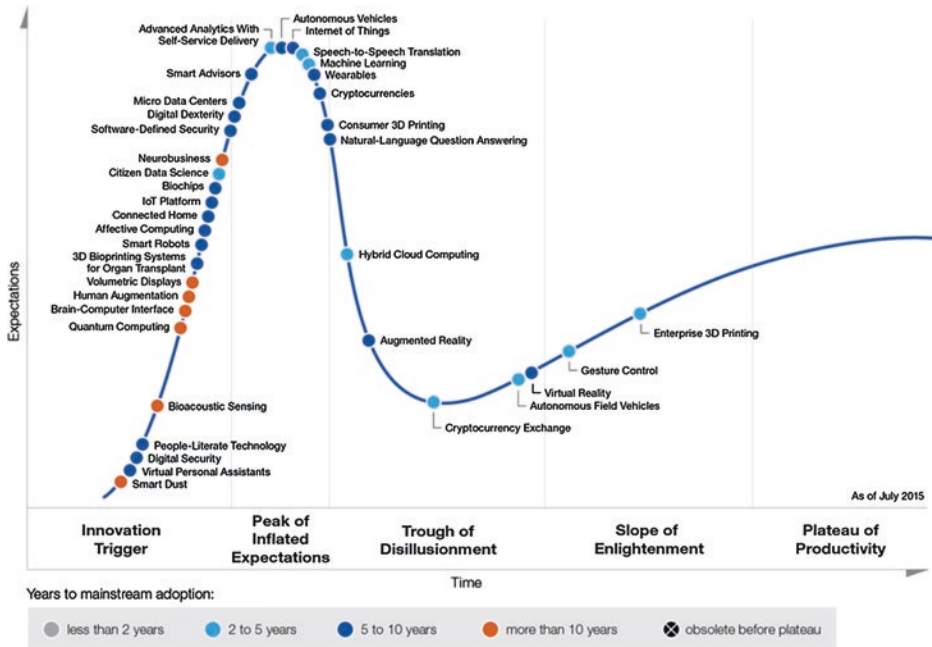 Expectations
Autonomous Vehicles
Advanced Analytics With
Self-Service Delivery
Internet of Things
Speech-to-Speech Translation
Machine Learning
Smart Advisors
Wearables
Micro Data Centers
Cryptocurrencies
Digital Dexterity
Software-Defined Security
Consumer 3D Printing
Natural-Language Question Answering
Neurobusiness
Citizen Data Science
Biochips
IoT Platform
Connected Home
Affective Computing
Smart Robots
3D Bioprinting Systems
for Organ Transplant
Hybrid Cloud Computing
Volumetric Displays
Human Augmentation
Brain-Computer Interface
Quantum Computing
Augmented Reality
Enterprise 3D Printing
Gesture Control
Virtual Reality
Autonomous Field Vehicles
Bioacoustic Sensing
Cryptocurrency Exchange
People-Literate Technology
Digital Security
Virtual Personal Assistants
Smart Dust
As of July 2015
Innovation
Trigger
Peak of
Inflated
Expectations
Trough of
Disillusionment
Slope of
Enlightenment
Plateau of
Productivity
Time
Years to mainstream adoption:
less than 2 years
2 to 5 years
5 to 10 years
more than 10 years
obsolete before plateau